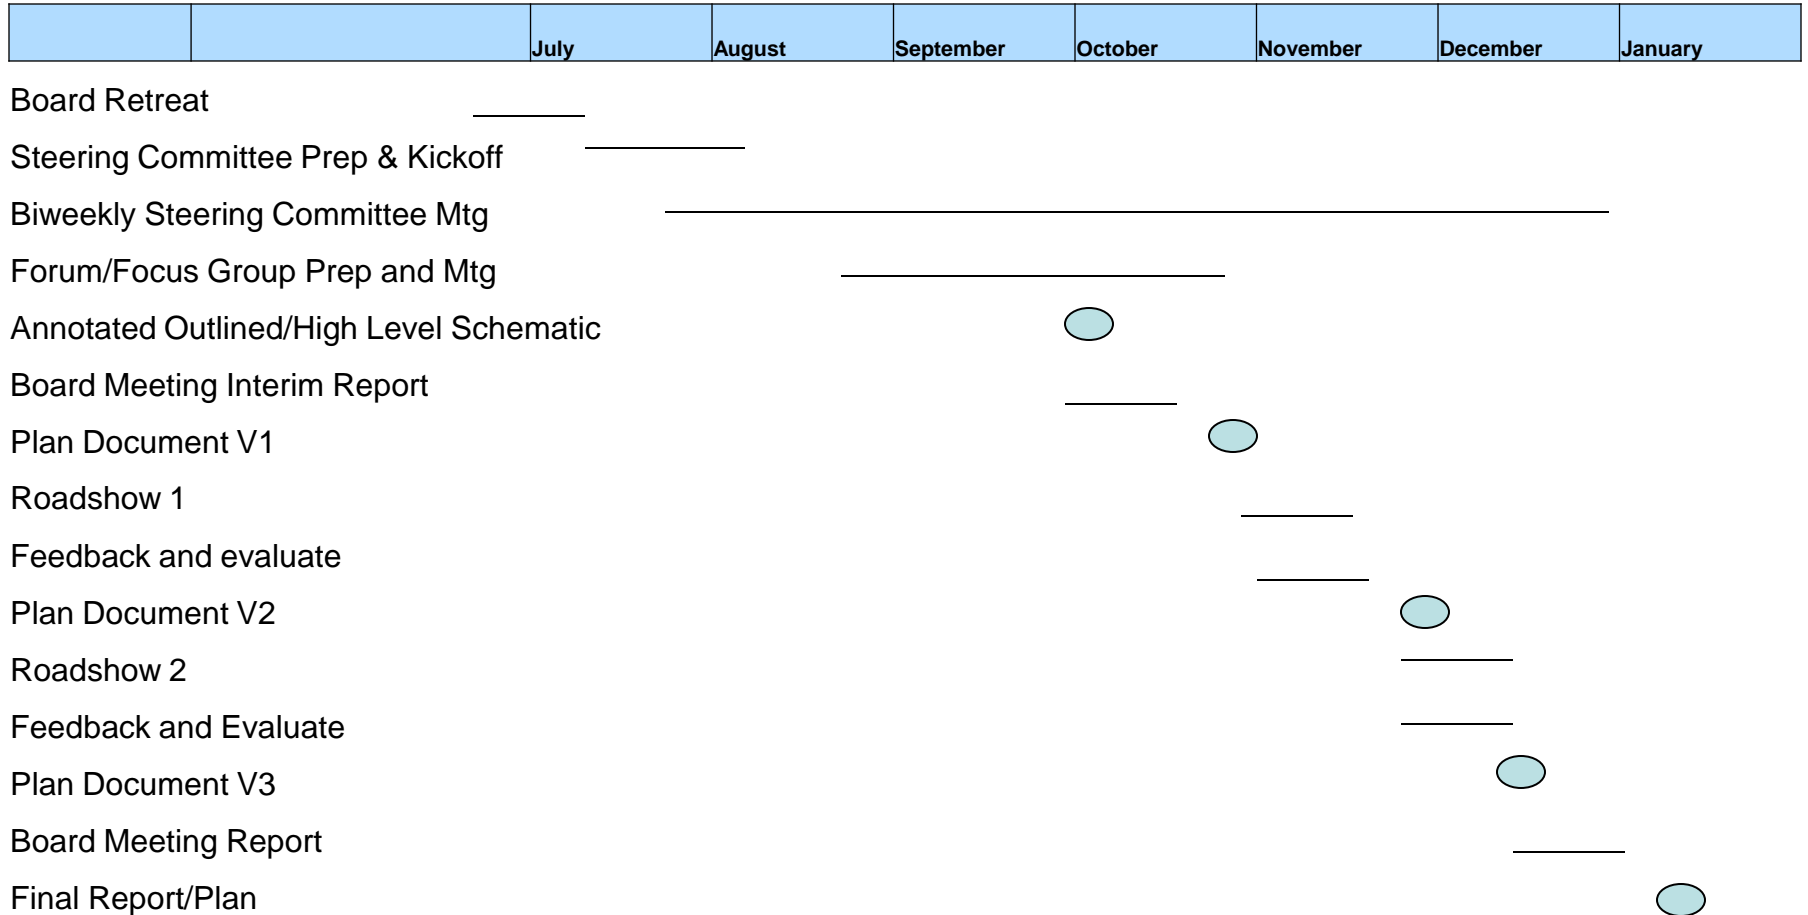 July August September October November December January
Board Retreat
Steering Committee Prep & Kickoff
Biweekly Steering Committee Mtg
Forum/Focus Group Prep and Mtg
Annotated Outlined/High Level Schematic
Board Meeting Interim Report
Plan Document V1
Roadshow 1
Feedback and evaluate
Plan Document V2
Roadshow 2
Feedback and Evaluate
Plan Document V3
Board Meeting Report
Final Report/Plan